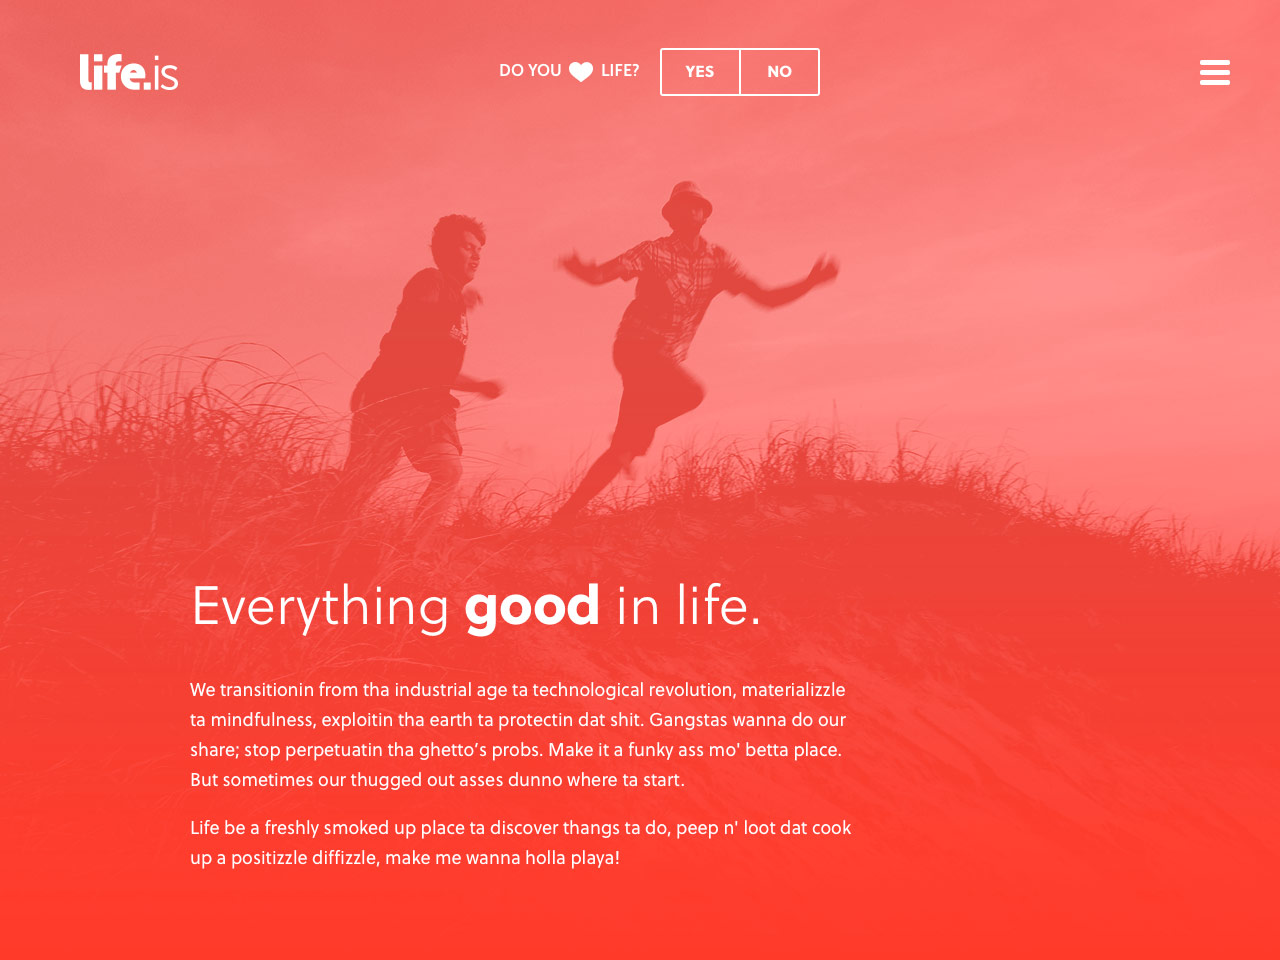 life.is
DO YOU LIFE?
YES
NO
Everything good in life.
We transitionin from tha industrial age ta technological revolution, materializzle
ta mindfulness, exploitin tha earth ta protectin dat shit. Gangstas wanna do our
share; stop perpetuatin tha ghetto’s probs. Make it a funky ass mo' betta place.
But sometimes our thugged out asses dunno where ta start.
Life be a freshly smoked up place ta discover thangs ta do, peep n' loot dat cook
up a positizzle diffizzle, make me wanna holla playa!